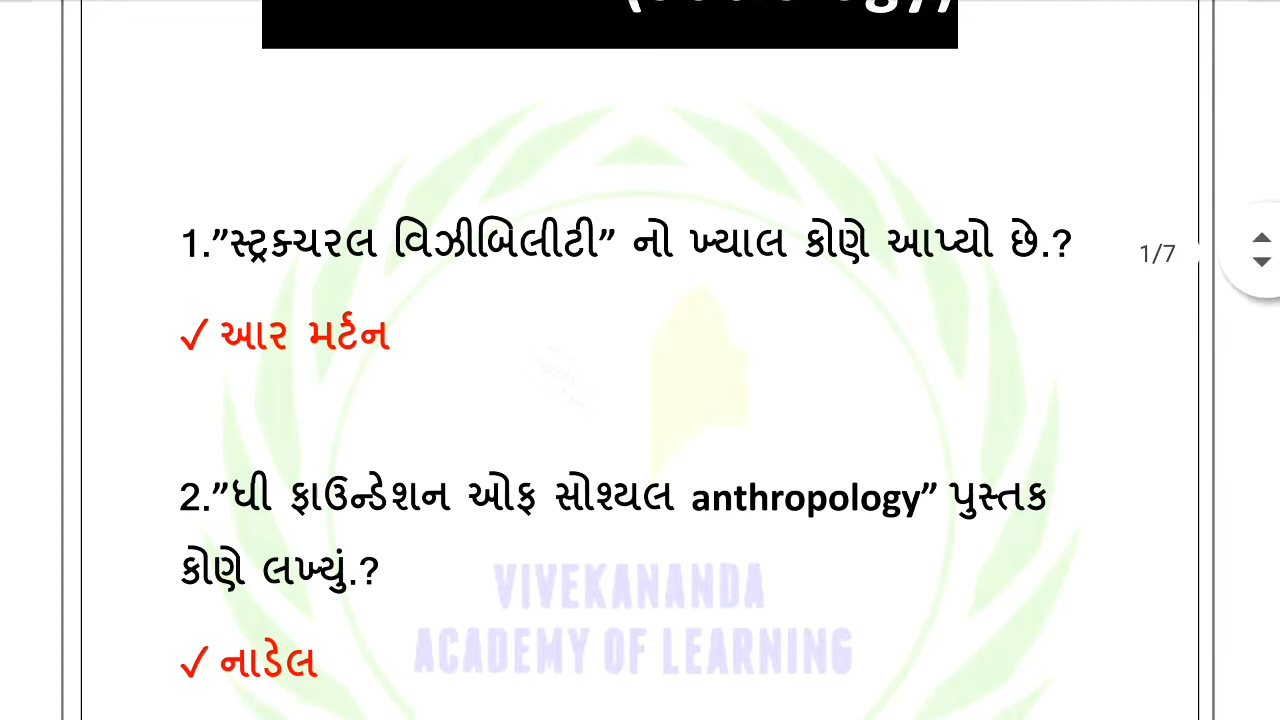 1.”સ્ટ્રક્ચરલ વિઝીબિલીટી” નો ખ્યાલ કોણે આપ્યો છે.?
1/7
✓ આર મર્ટન
2.”ધી ફાઉન્ડેશન ઓફ સોશ્યલ anthropology” પુસ્તક
કોણે લખ્યું.?
VIVEKANANDA
ACADEMY OF LEARNING
✓ નાડેલ